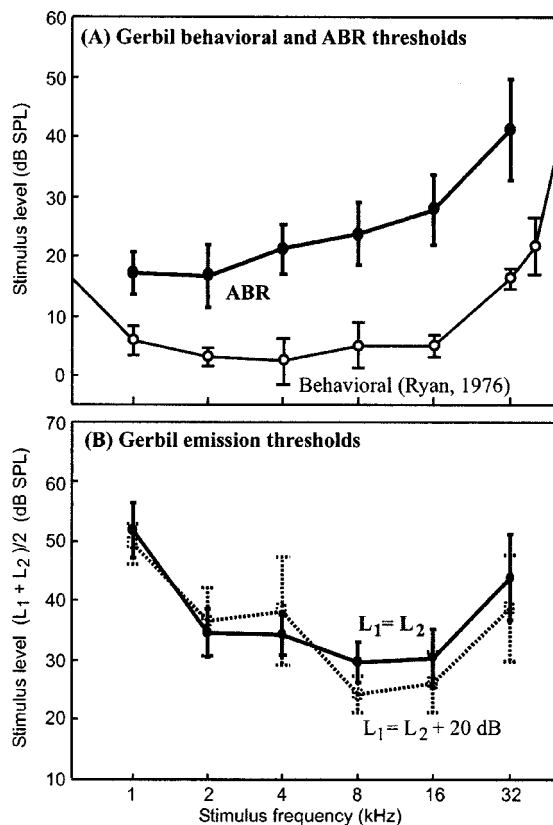 60
(A) Gerbil behavioral and ABR thresholds
50
40
30
20
10
0
Stimulus level (dB SPL)
ABR
Behavioral (Ryan, 1976)
70
(B) Gerbil emission thresholds
60
50
40
30
20
10
Stimulus level (L1 + L2 )/2 (dB SPL)
L1= L2
L1= L2 + 20 dB
1 2 4 8 16 32
Stimulus frequency (kHz)